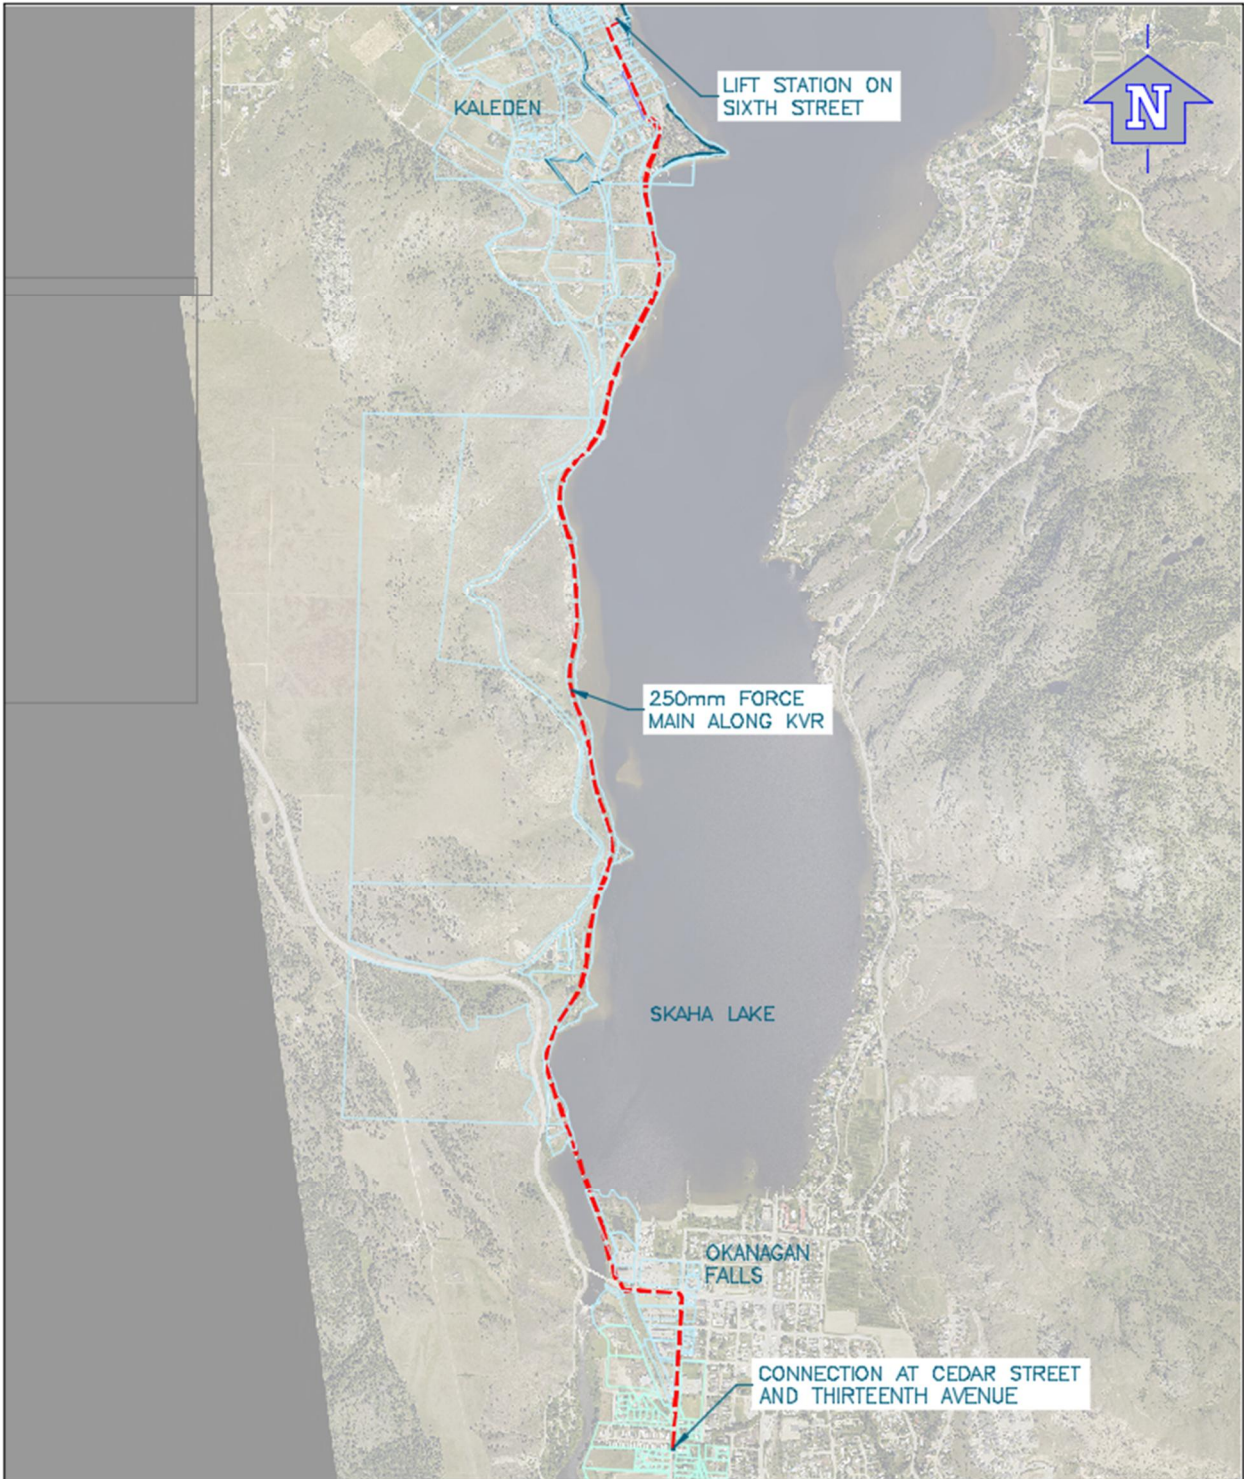 LIFT STATION ON
SIXTH STREET
N
KALEDEN
250mm FORCE
MAIN ALONG KVR
SKAHA LAKE
OKANAGAN
FALLS
CONNECTION AT CEDAR STREET
AND THIRTEENTH AVENUE